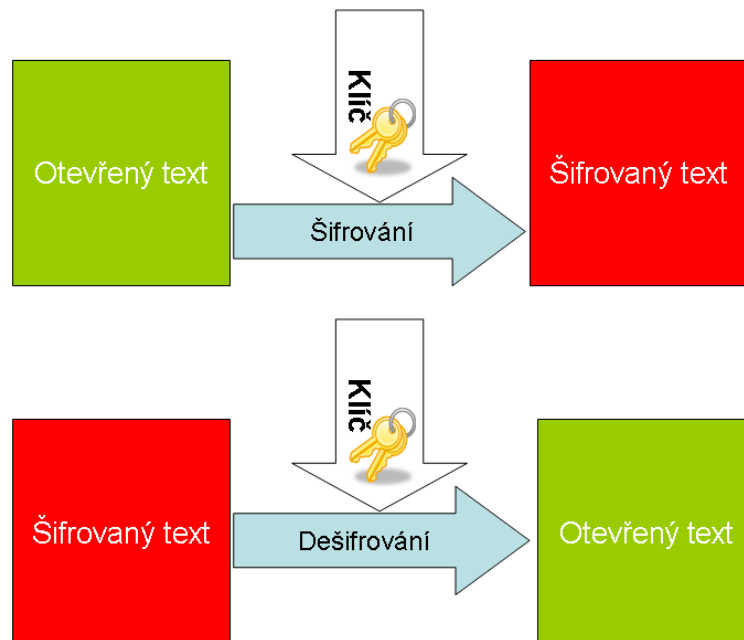 Klíč
Otevřený text
Šifrování
Šifrovaný text
Klíč
Šifrovaný text
Dešifrování
Otevřený text